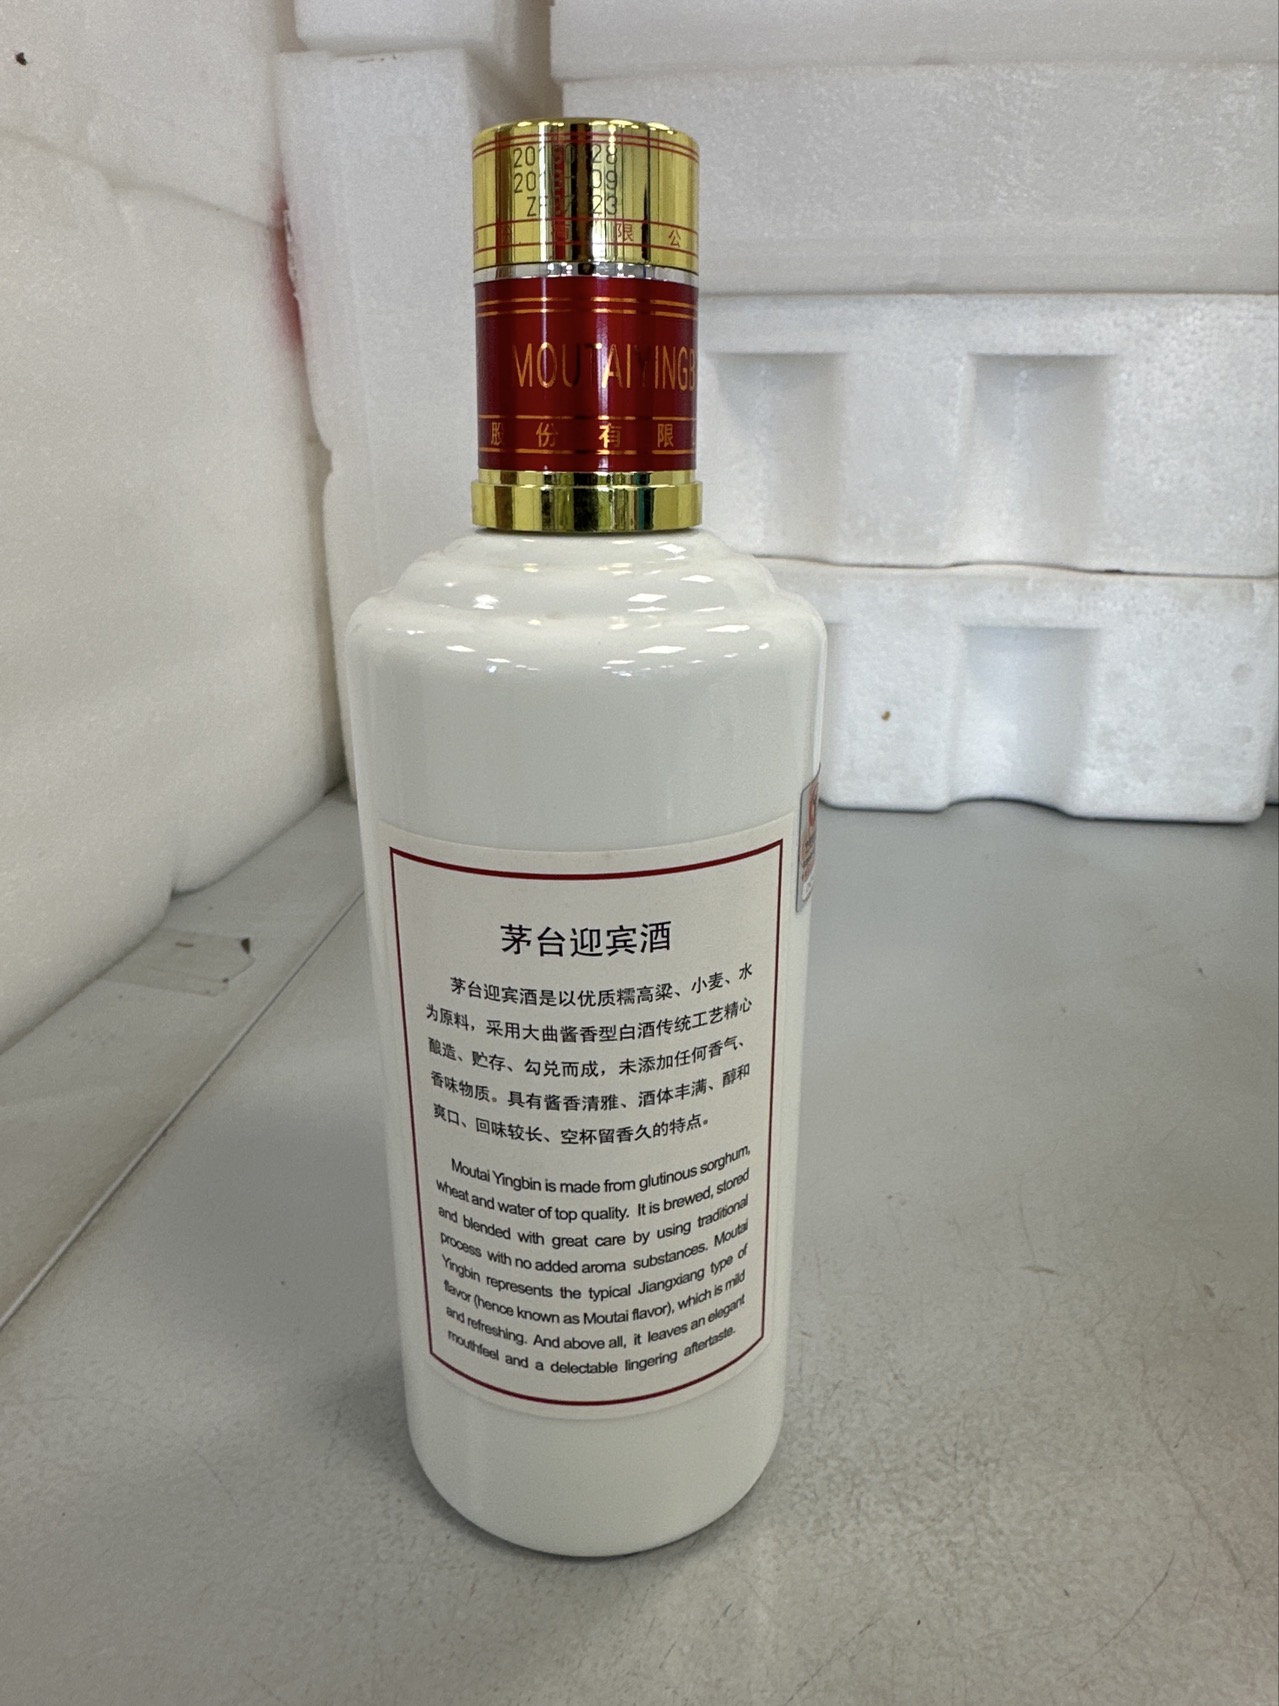 MOUTAIYINGB
股份有限
茅台迎宾酒
茅台迎宾酒是以优质糯高粱、小麦、水
为原料，采用大曲酱香型白酒传统工艺精心
酿造、贮存、勾兑而成，未添加任何香气、
香味物质。具有酱香清雅、酒体丰满、醇和
爽口、回味较长、空杯留香久的特点。
Moutai Yingbin is made from glutinous sorghum,
wheat and water of top quality. It is brewed, stored
and blended with great care by using traditional
process with no added aroma substances. Moutai
Yingbin represents the typical Jiangxiang type of
flavor (hence known as Moutai flavor), which is mild
and refreshing. And above all, it leaves an elegant
mouthfeel and a delectable lingering aftertaste.